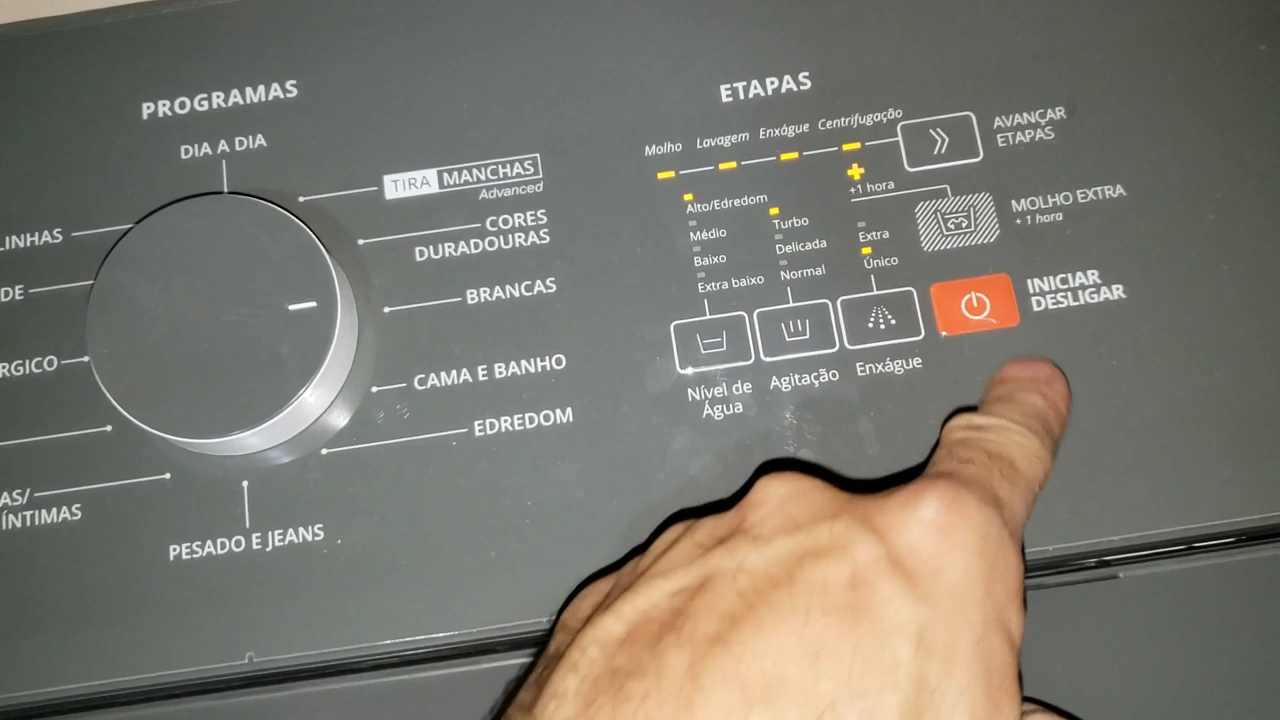 PROGRAMAS
DIA A DIA
TIRA MANCHAS
Advanced
CORES
DURADOURAS
BRANCAS
CAMA E BANHO
EDREDOM
PESADO E JEANS
LINHAS
DE
RGICO
AS/
ÍNTIMAS
ETAPAS
Molho Lavagem Enxágue Centrifugação
AVANÇAR
ETAPAS
+1 hora
MOLHO EXTRA
+ 1 hora
Alto/Edredom
Médio
Baixo
Extra baixo
Turbo
Delicada
Normal
Extra
Único
INICIAR
DESLIGAR
Nível de
Água
Agitação
Enxágue